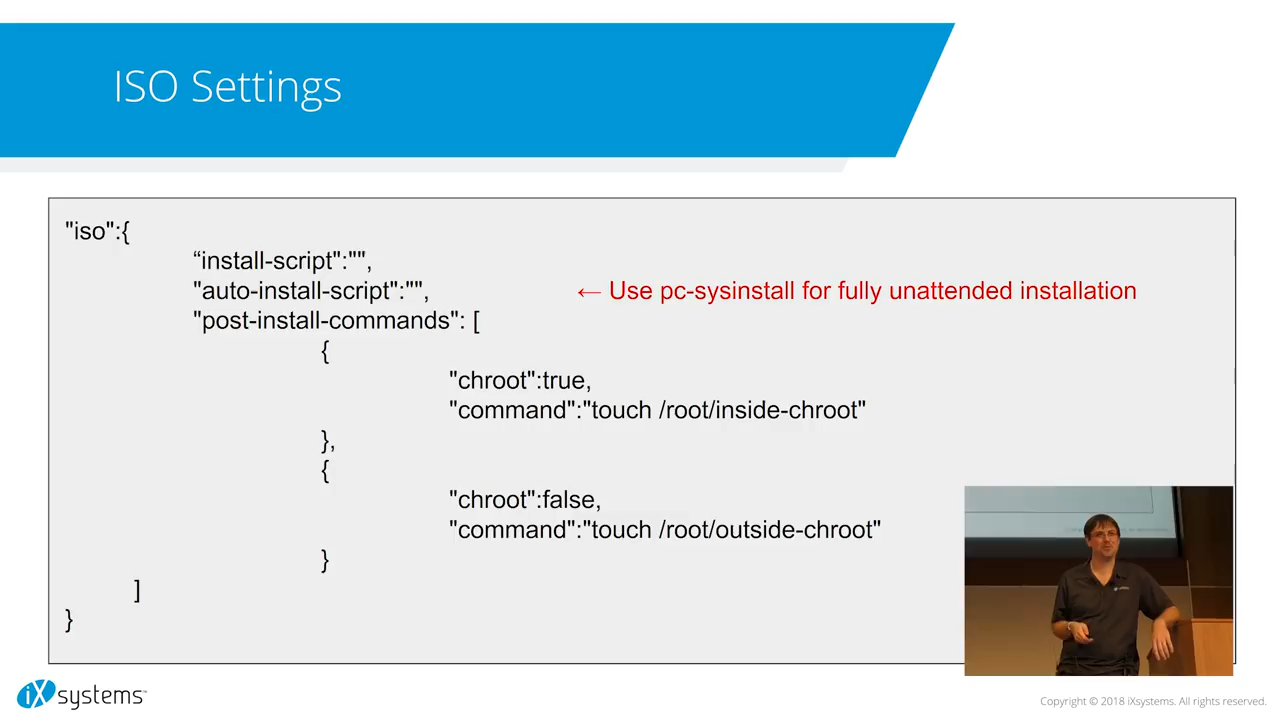 ISO Settings
"iso":{
“install-script":"",
"auto-install-script":"",
← Use pc-sysinstall for fully unattended installation
"post-install-commands": [
{
"chroot":true,
"command":"touch /root/inside-chroot"
},
{
"chroot":false,
"command":"touch /root/outside-chroot"
}
]
}
iXsystems™
Copyright © 2018 iXsystems. All rights reserved.